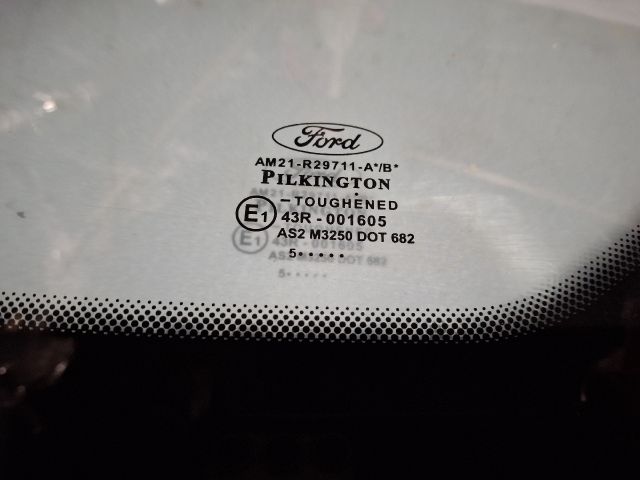 Ford
AM21-R29711-A*/B*
PILKINGTON
–TOUGHENED
E1 43R - 001605
AS2 M3250 DOT 682
5•••••